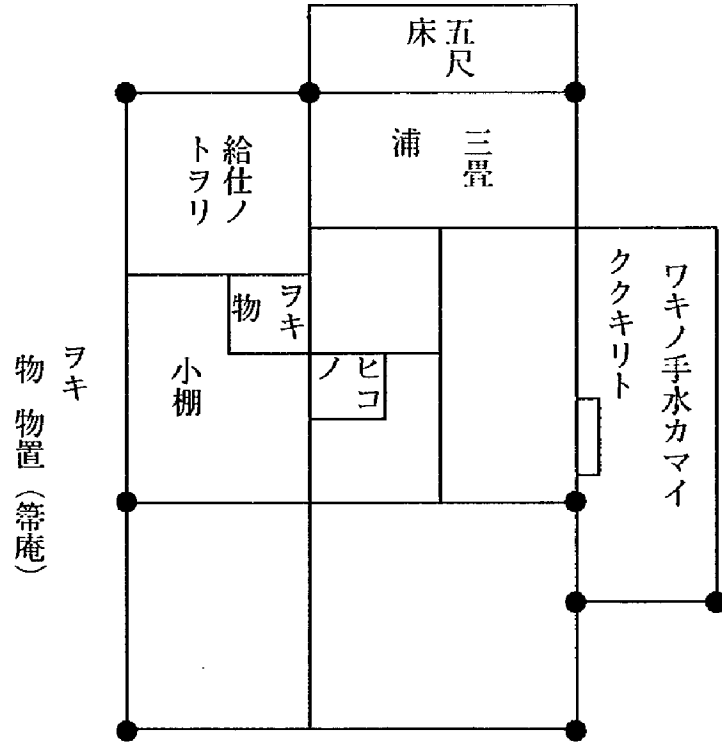 五尺
床
三畳
浦
給仕ノ
トヲリ
ワキノ手水カマイ
ククキリト
ヲキ
物
ヒコ
ノ
小棚
ヲキ
物 物置（箒庵）